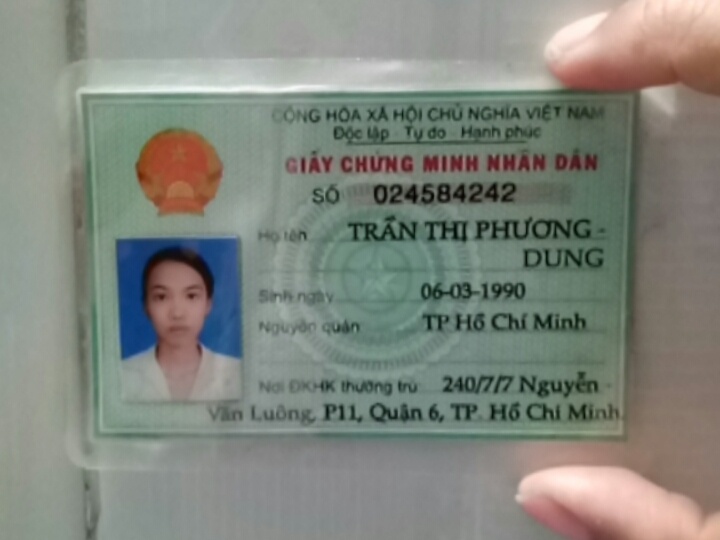 CỘNG HÒA XÃ HỘI CHỦ NGHĨA VIỆT NAM
Độc lập - Tự do - Hạnh phúc
GIẤY CHỨNG MINH NHÂN DÂN
SỐ 024584242
Họ tên TRẦN THỊ PHƯƠNG -
DUNG
Sinh ngày 06-03-1990
Nguyên quán TP Hồ Chí Minh
Nơi ĐKHK thường trú 240/7/7 Nguyễn -
Văn Luông, P11, Quận 6, TP. Hồ Chí Minh.